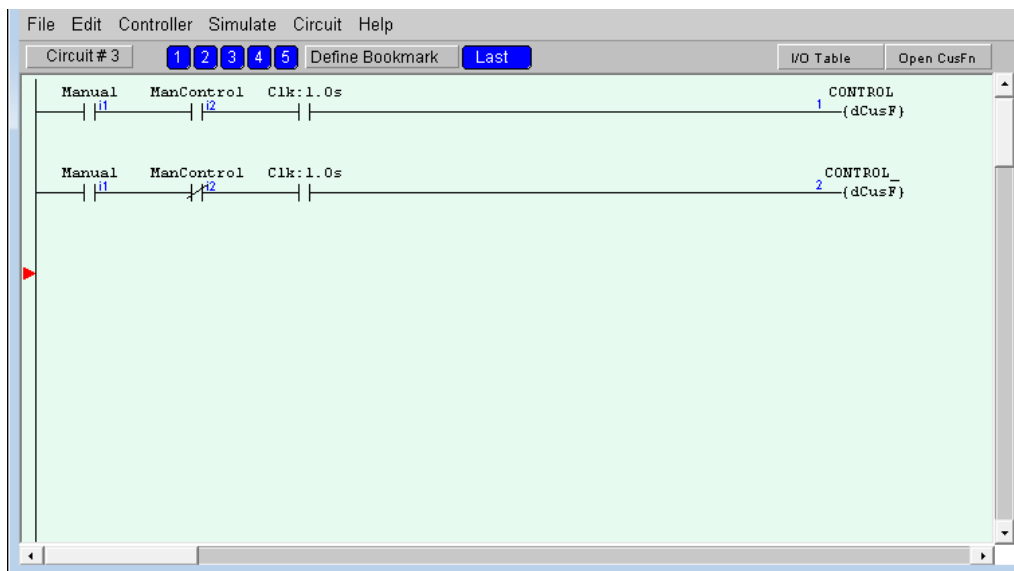 File Edit Controller Simulate Circuit Help
Circuit # 3 1 2 3 4 5 Define Bookmark Last I/O Table Open CusFn
Manual ManControl Clk:1.0s CONTROL
i1 i2 1 (dCusF)
Manual ManControl Clk:1.0s CONTROL_
i1 i2 2 (dCusF)